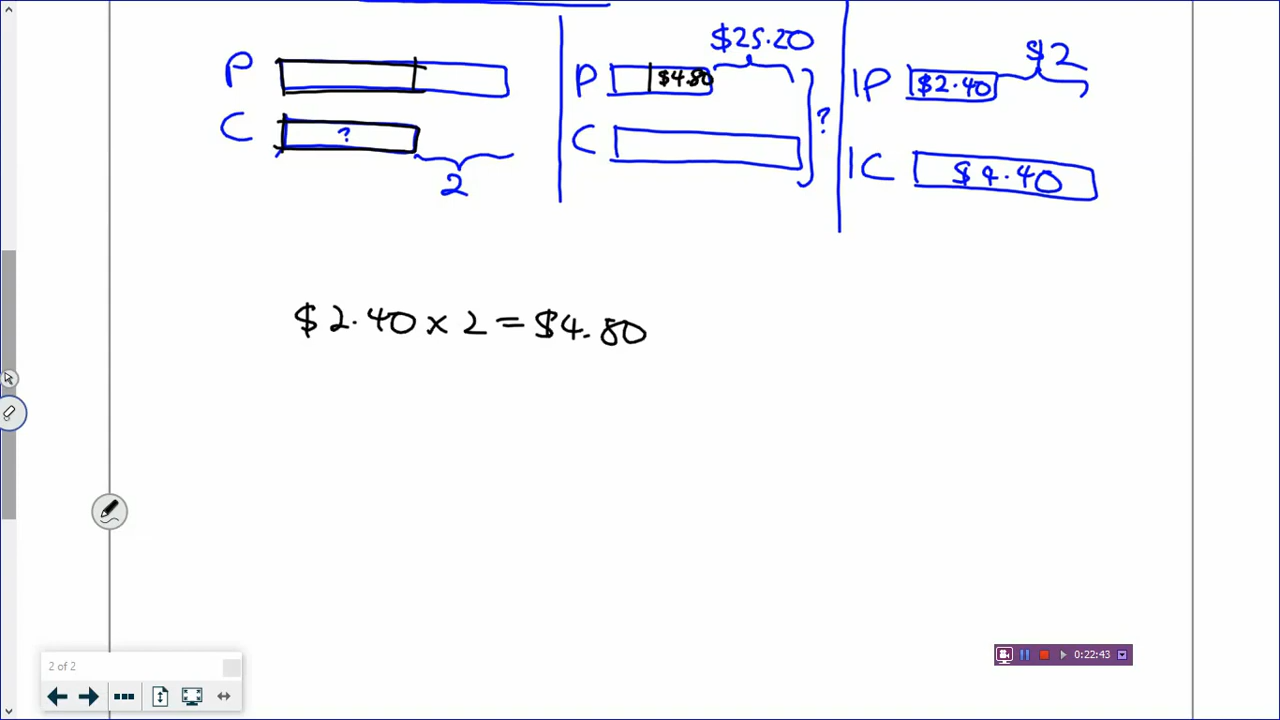 $25.20
$2
P
P
$4.80
1P
$2.40
C
?
C
?
1C
$4.40
2
$2.40 x 2 = $4.80
2 of 2
0:22:43